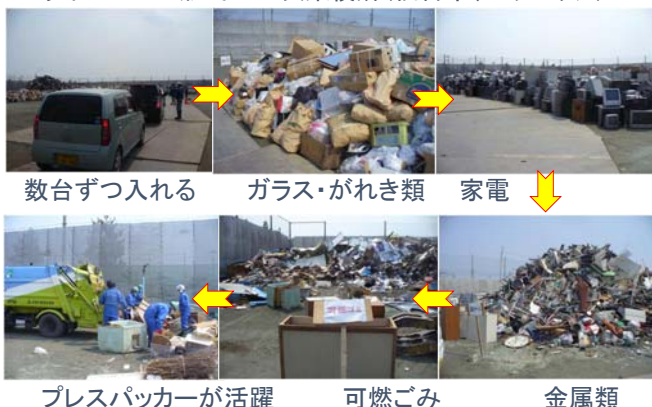 数台ずつ入れる
ガラス・がれき類
家電
金属類
可燃ごみ
プレスパッカーが活躍